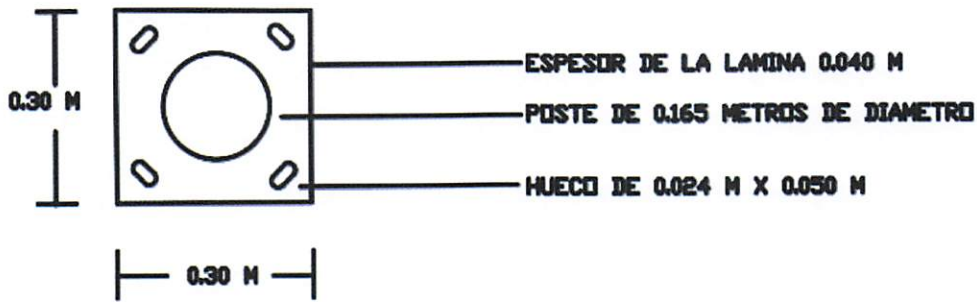 ESPESOR DE LA LAMINA 0.040 M
0.30 M
POSTE DE 0.165 METROS DE DIAMETRO
HUECO DE 0.024 M X 0.050 M
0.30 M